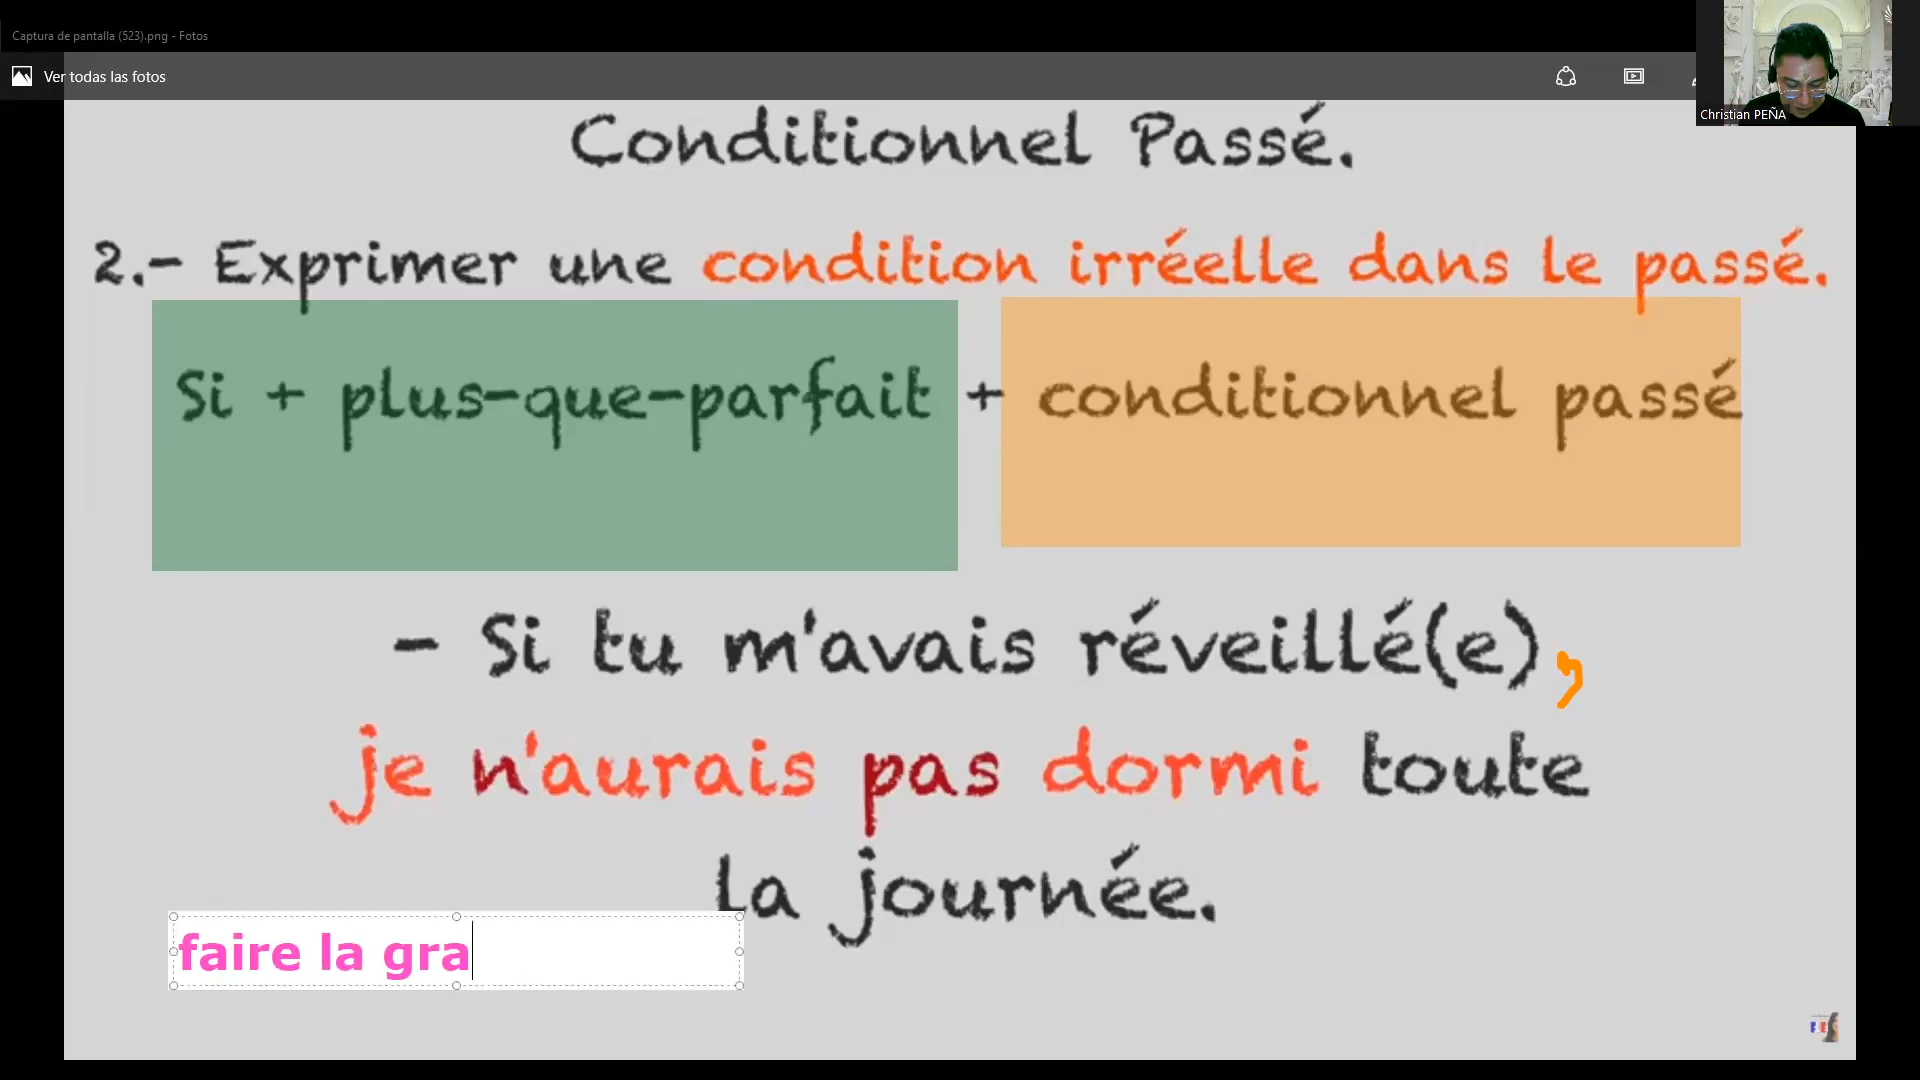 Captura de pantalla (523).png - Fotos
Ver todas las fotos
Christian PEÑA
Conditionnel Passé.
2.- Exprimer une condition irréelle dans le passé.
Si + plus-que-parfait + conditionnel passé
- Si tu m'avais réveillé(e),
je n'aurais pas dormi toute
la journée.
faire la gra